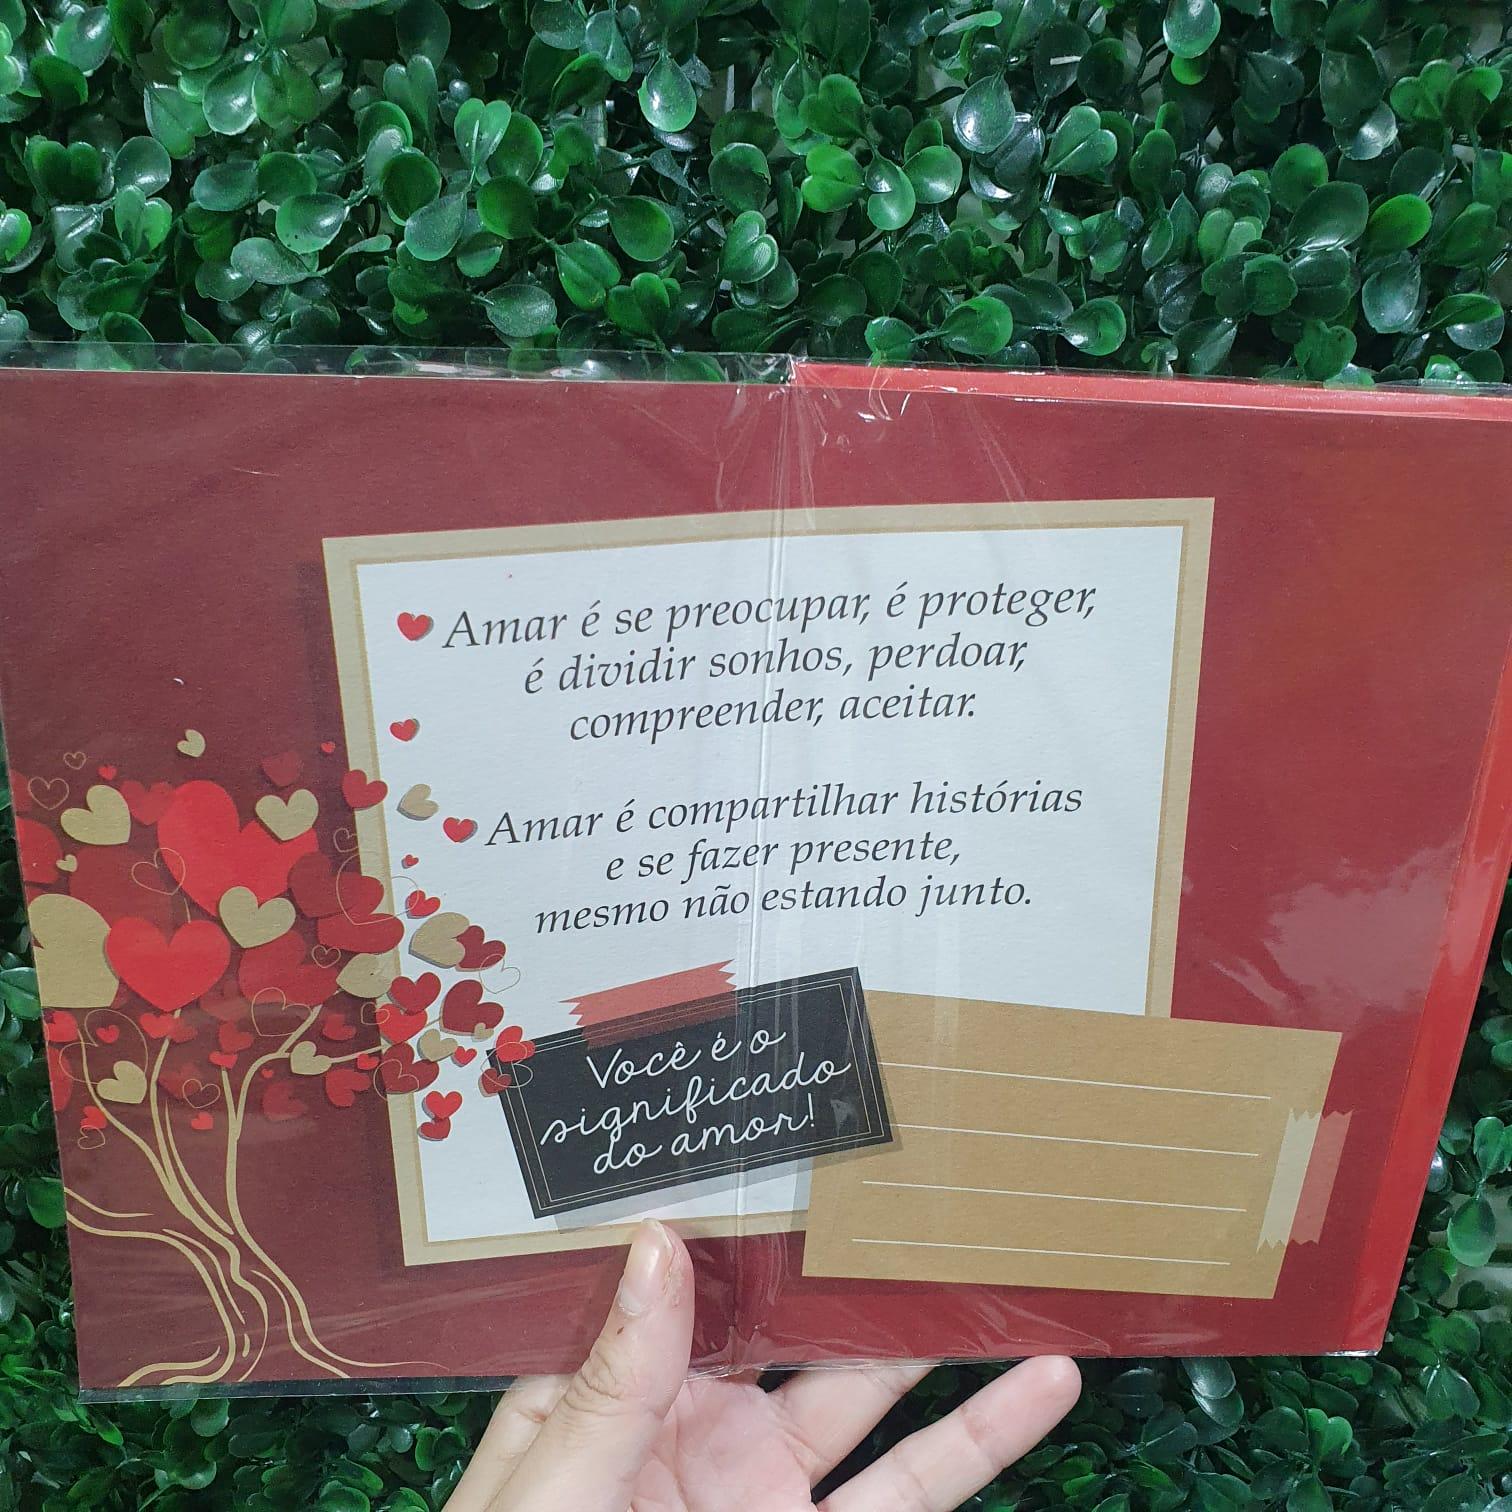 Amar é se preocupar, é proteger,
é dividir sonhos, perdoar,
compreender, aceitar.
Amar é compartilhar histórias
e se fazer presente,
mesmo não estando junto.
Você é o
significado
do amor!